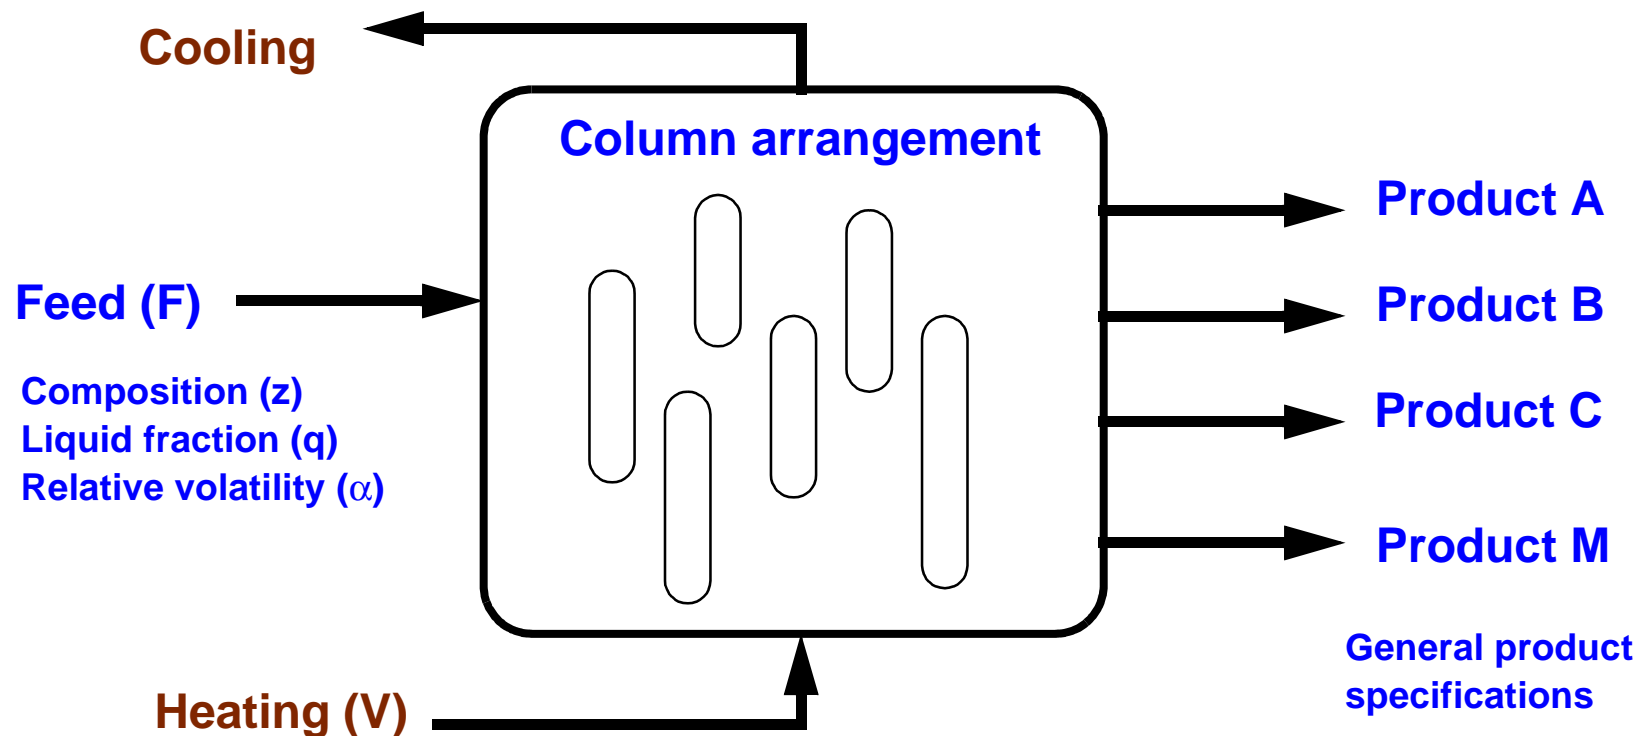 Cooling
Column arrangement
Feed (F)
Composition (z)
Liquid fraction (q)
Relative volatility (α)
Heating (V)
Product A
Product B
Product C
Product M
General product
specifications